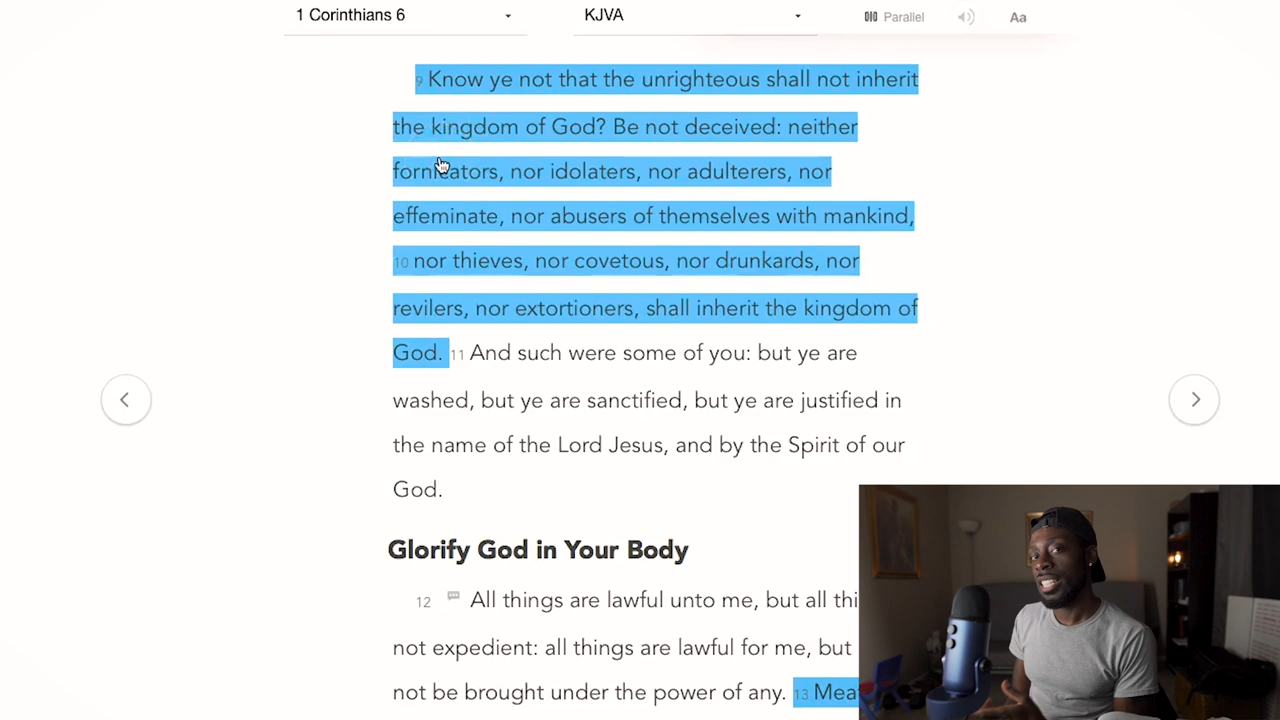 1 Corinthians 6
KJVA
Parallel
Aa
9 Know ye not that the unrighteous shall not inherit
the kingdom of God? Be not deceived: neither
fornicators, nor idolaters, nor adulterers, nor
effeminate, nor abusers of themselves with mankind,
10 nor thieves, nor covetous, nor drunkards, nor
revilers, nor extortioners, shall inherit the kingdom of
God. 11 And such were some of you: but ye are
washed, but ye are sanctified, but ye are justified in
the name of the Lord Jesus, and by the Spirit of our
God.
Glorify God in Your Body
12 All things are lawful unto me, but all thi
not expedient: all things are lawful for me, but
not be brought under the power of any. 13 Mea